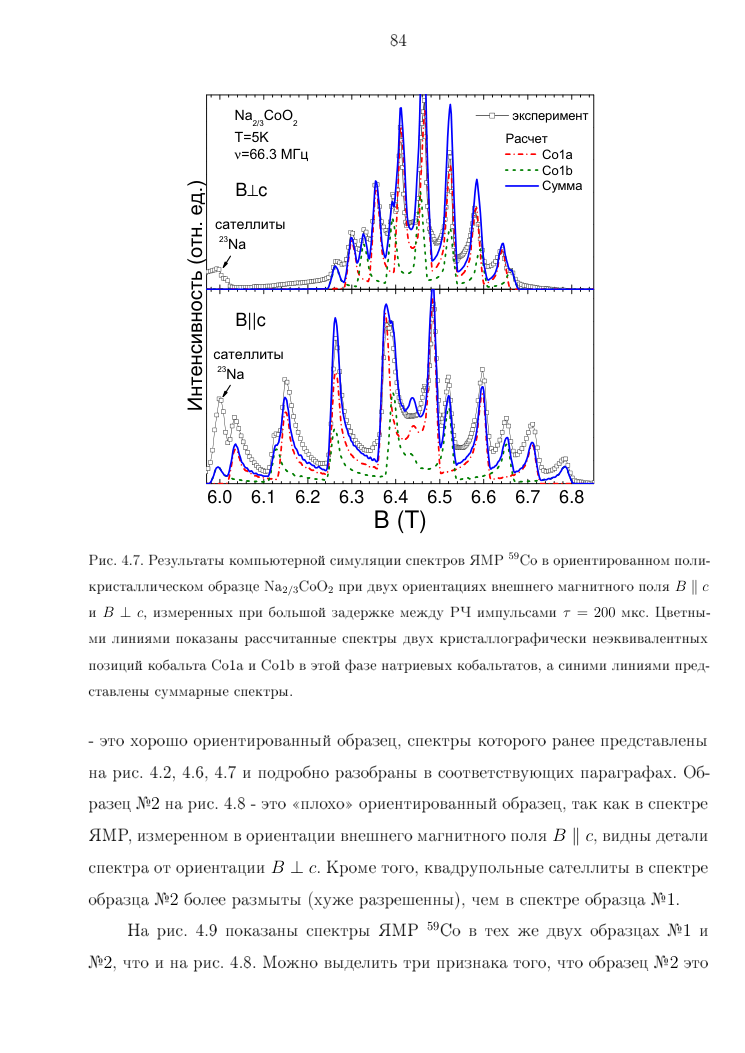 84
Na2/3CoO2
T=5K
ν=66.3 МГц
B⊥c
сателлиты
23Na
эксперимент
Расчет
Co1a
Co1b
Сумма
B||c
сателлиты
23Na
Интенсивность (отн. ед.)
6.0 6.1 6.2 6.3 6.4 6.5 6.6 6.7 6.8
B (T)
Рис. 4.7. Результаты компьютерной симуляции спектров ЯМР 59Co в ориентированном поли-
кристаллическом образце Na2/3CoO2 при двух ориентациях внешнего магнитного поля B ∥ c
и B ⊥ c, измеренных при большой задержке между РЧ импульсами τ = 200 мкс. Цветны-
ми линиями показаны рассчитанные спектры двух кристаллографически неэквивалентных
позиций кобальта Co1a и Co1b в этой фазе натриевых кобальтатов, а синими линиями пред-
ставлены суммарные спектры.
- это хорошо ориентированный образец, спектры которого ранее представлены
на рис. 4.2, 4.6, 4.7 и подробно разобраны в соответствующих параграфах. Об-
разец №2 на рис. 4.8 - это «плохо» ориентированный образец, так как в спектре
ЯМР, измеренном в ориентации внешнего магнитного поля B ∥ c, видны детали
спектра от ориентации B ⊥ c. Кроме того, квадрупольные сателлиты в спектре
образца №2 более размыты (хуже разрешенны), чем в спектре образца №1.
На рис. 4.9 показаны спектры ЯМР 59Co в тех же двух образцах №1 и
№2, что и на рис. 4.8. Можно выделить три признака того, что образец №2 это